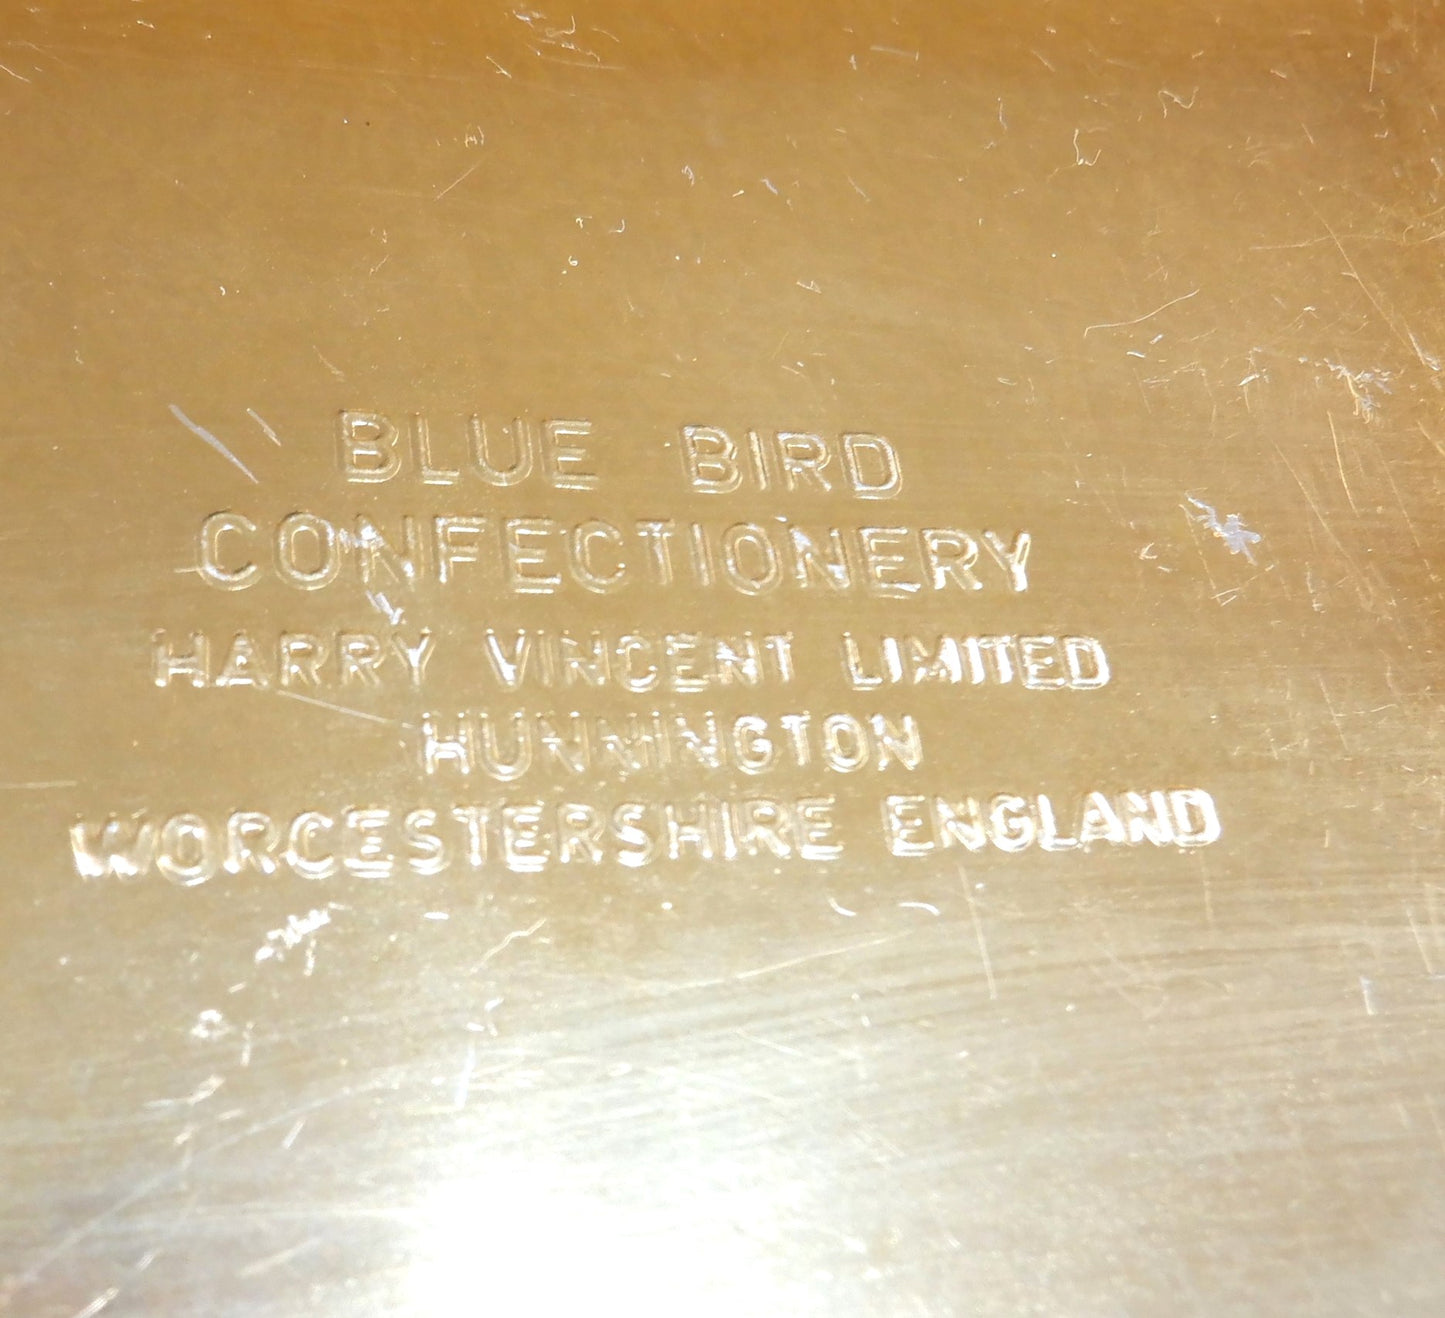 BLUE BIRD
CONFECTIONERY
HARRY VINCENT LIMITED
HUNNINGTON
WORCESTERSHIRE ENGLAND